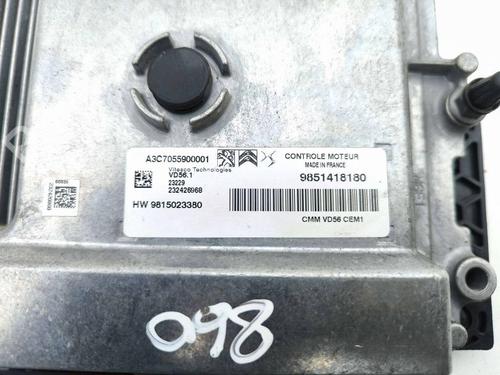 A3C7055900001
Vitesco Technologies
VD56.1
23229
232426968
HW 9815023380
CONTROLE MOTEUR
MADE IN FRANCE
9851418180
CMM VD56 CEM1
098